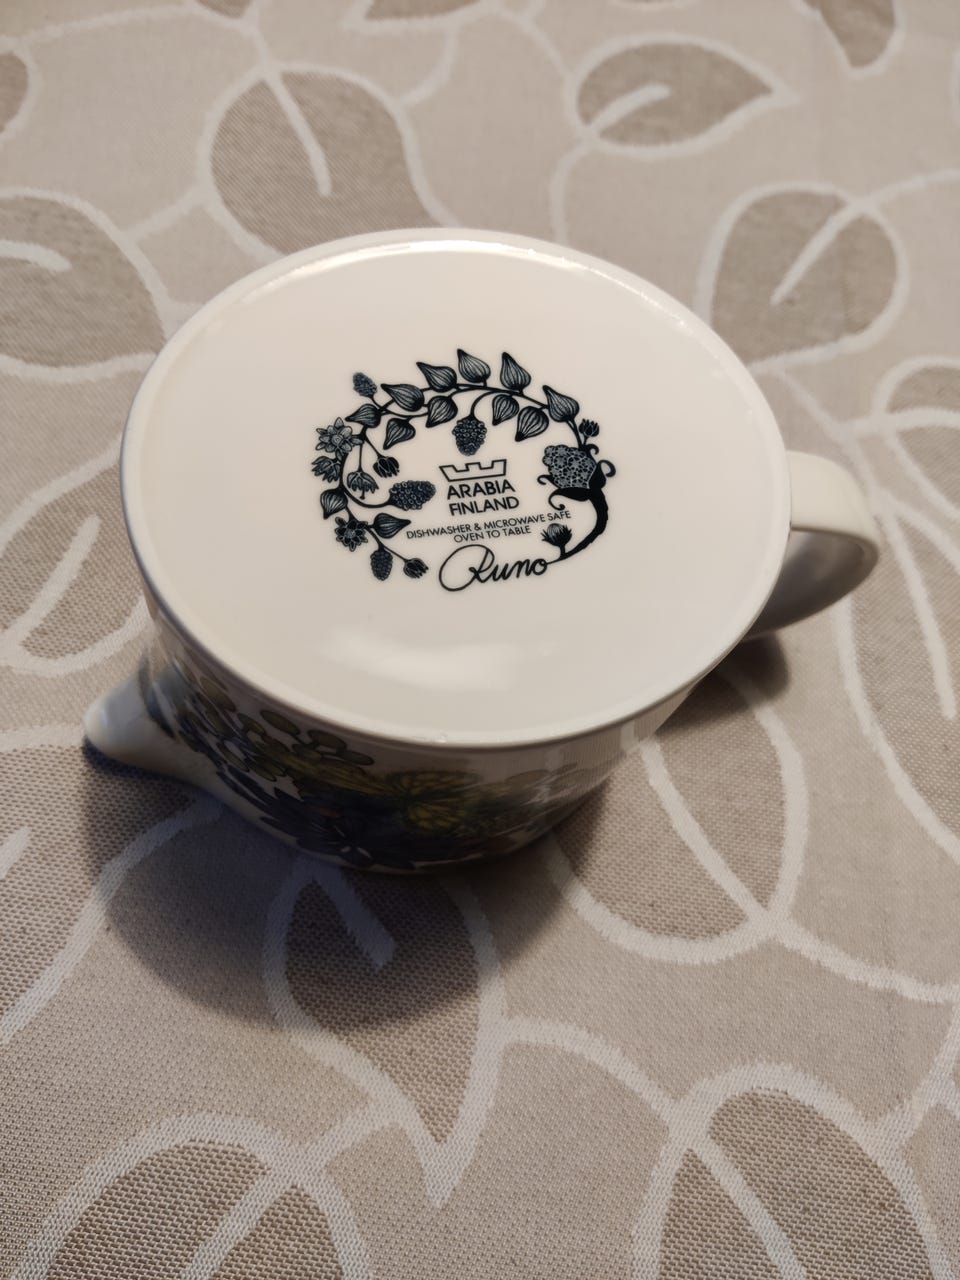 ARABIA
FINLAND
DISHWASHER & MICROWAVE SAFE
OVEN TO TABLE
Runo